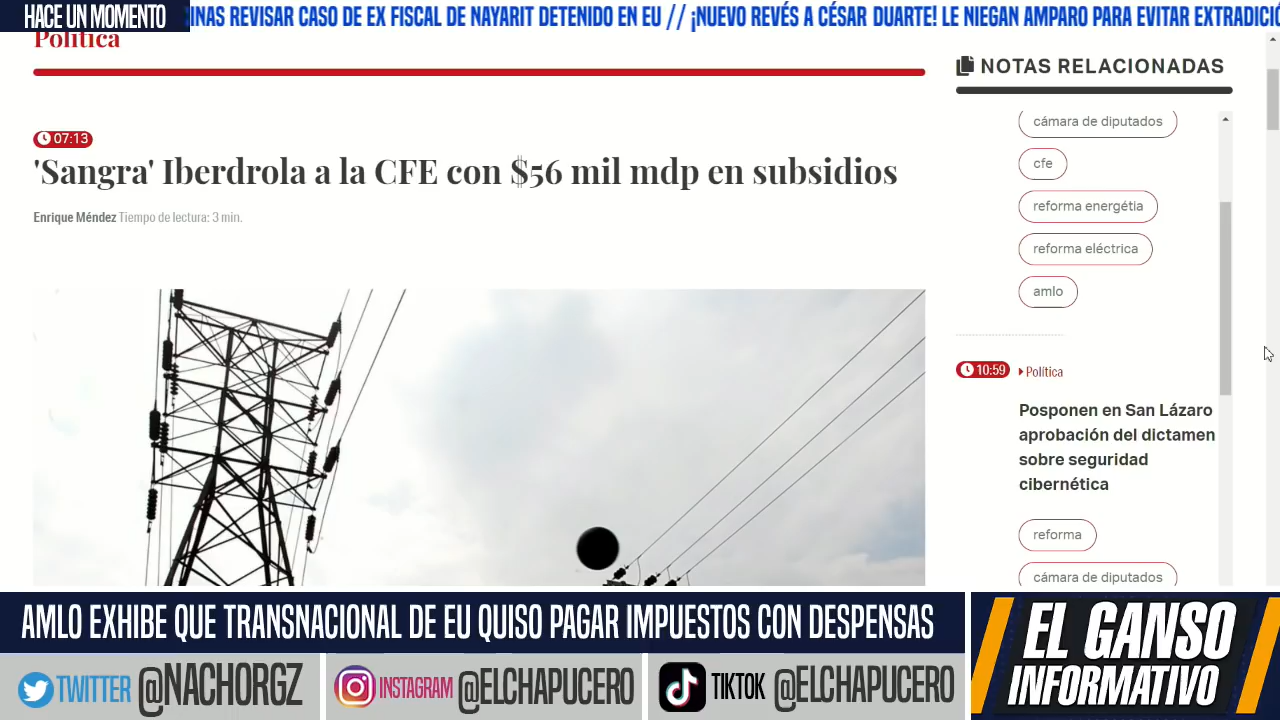 HACE UN MOMENTO
INAS REVISAR CASO DE EX FISCAL DE NAYARIT DETENIDO EN EU // ¡NUEVO REVÉS A CÉSAR DUARTE! LE NIEGAN AMPARO PARA EVITAR EXTRADICIÓ
Política
07:13
'Sangra' Iberdrola a la CFE con $56 mil mdp en subsidios
Enrique Méndez Tiempo de lectura: 3 min.
NOTAS RELACIONADAS
cámara de diputados
cfe
reforma energétia
reforma eléctrica
amlo
10:59 Política
Posponen en San Lázaro
aprobación del dictamen
sobre seguridad
cibernética
reforma
cámara de diputados
AMLO EXHIBE QUE TRANSNACIONAL DE EU QUISO PAGAR IMPUESTOS CON DESPENSAS
TWITTER @NACHORGZ
INSTAGRAM @ELCHAPUCERO
TIKTOK @ELCHAPUCERO
EL GANSO
INFORMATIVO